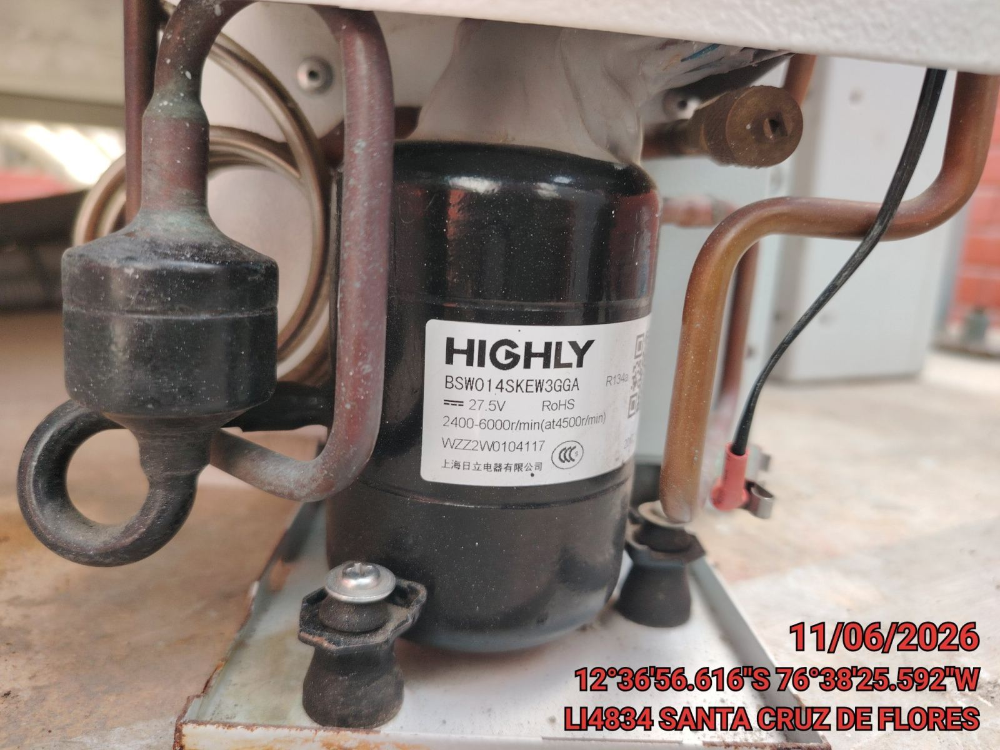 HIGHLY
BSW014SKEW3GGA R134a
27.5V RoHS
2400-6000r/min(at4500r/min)
WZZ2W0104117
CCC S
上海日立电器有限公司
11/06/2026
12°36'56.616"S 76°38'25.592"W
LI4834 SANTA CRUZ DE FLORES